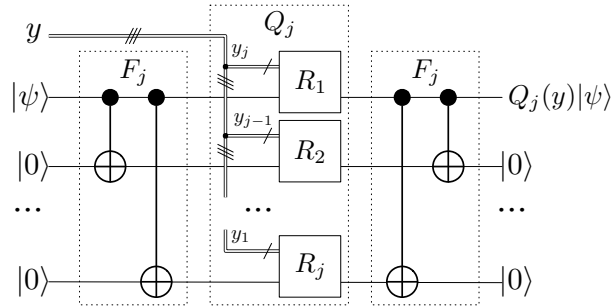 Q_j
y
F_j y_j R_1 F_j
|ψ⟩ Q_j(y)|ψ⟩
y_{j−1} R_2
|0⟩ |0⟩
... ... ...
y_1 R_j
|0⟩ |0⟩